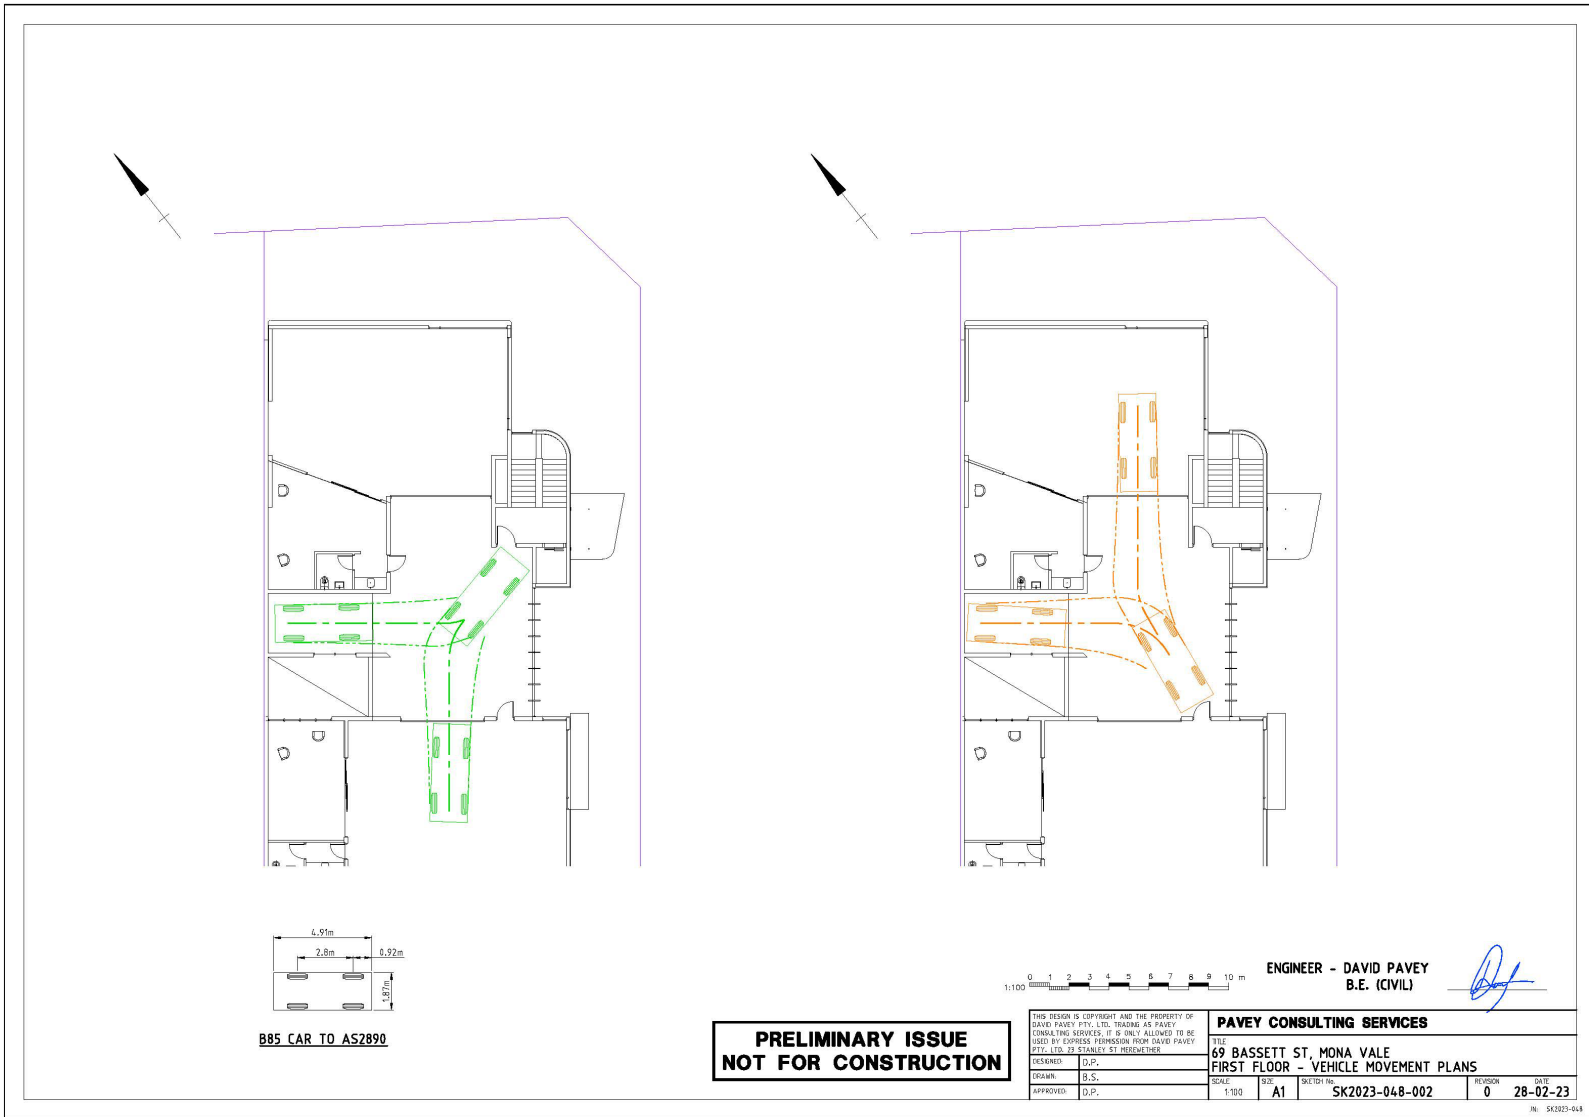 4.91m
2.8m
0.92m
1.87m
B85 CAR TO AS2890
0 1 2 3 4 5 6 7 8 9 10 m
1:100
ENGINEER - DAVID PAVEY
B.E. (CIVIL)
PRELIMINARY ISSUE
NOT FOR CONSTRUCTION
THIS DESIGN IS COPYRIGHT AND THE PROPERTY OF
DAVID PAVEY PTY. LTD. TRADING AS PAVEY
CONSULTING SERVICES. IT IS ONLY ALLOWED TO BE
USED BY EXPRESS PERMISSION FROM DAVID PAVEY
PTY. LTD. 23 STANLEY ST MEREWETHER
DESIGNED: D.P.
DRAWN: B.S.
APPROVED: D.P.
PAVEY CONSULTING SERVICES
TITLE
69 BASSETT ST, MONA VALE
FIRST FLOOR - VEHICLE MOVEMENT PLANS
SCALE
1:100
SIZE
A1
SKETCH No.
SK2023-048-002
REVISION
0
DATE
28-02-23
JN: SK2023-048